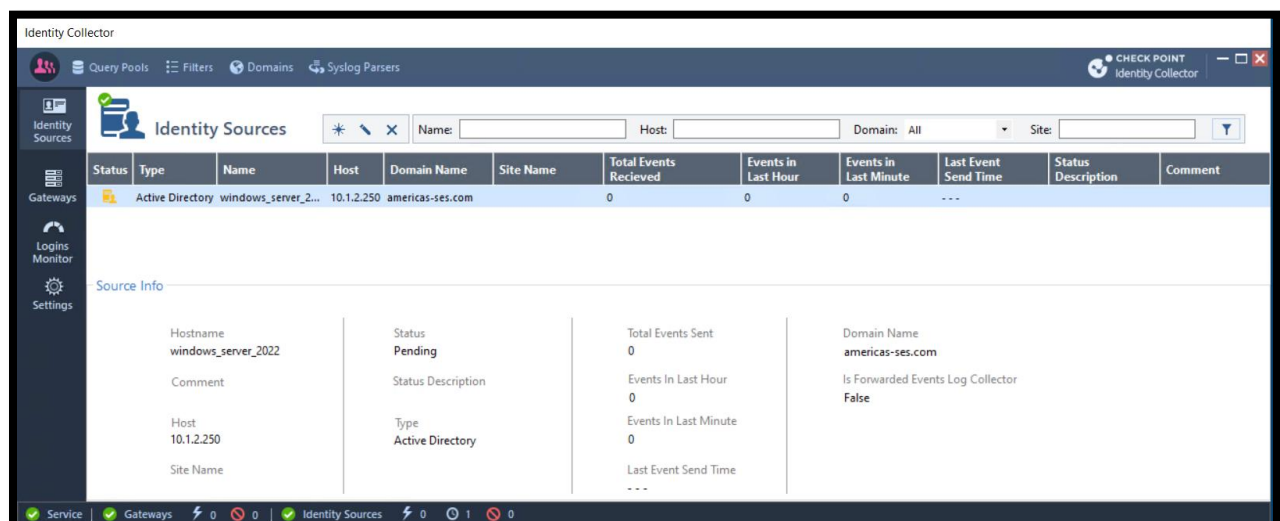 Identity Collector
Query Pools Filters Domains Syslog Parsers
CHECK POINT
Identity Collector
Identity
Sources
Gateways
Logins
Monitor
Settings
Identity Sources Name: Host: Domain: All Site:
Status Type Name Host Domain Name Site Name Total Events Recieved Events in Last Hour Events in Last Minute Last Event Send Time Status Description Comment
Active Directory windows_server_2... 10.1.2.250 americas-ses.com 0 0 0 - - -
Source Info
Hostname
windows_server_2022
Comment
Host
10.1.2.250
Site Name
Status
Pending
Status Description
Type
Active Directory
Total Events Sent
0
Events In Last Hour
0
Events In Last Minute
0
Last Event Send Time
- - -
Domain Name
americas-ses.com
Is Forwarded Events Log Collector
False
Service | Gateways 0 0 | Identity Sources 0 1 0